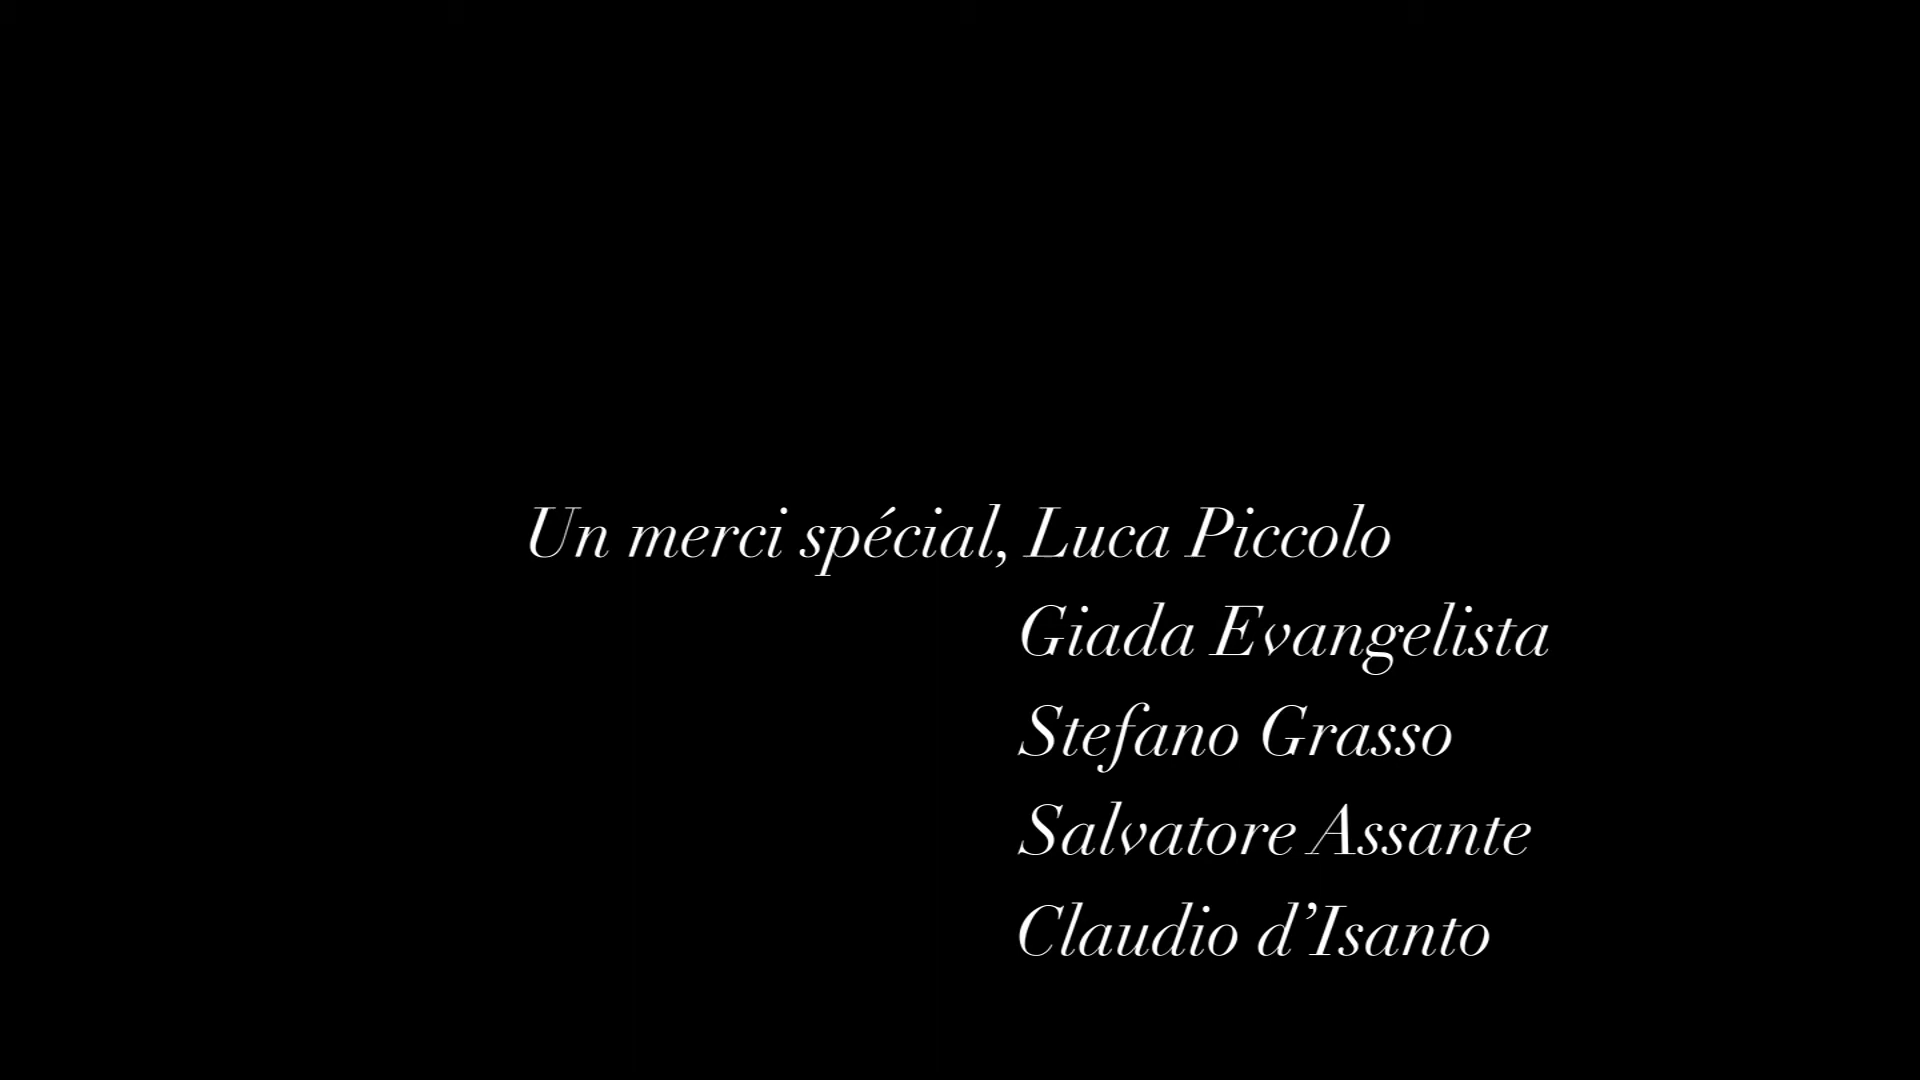 Un merci spécial, Luca Piccolo
Giada Evangelista
Stefano Grasso
Salvatore Assante
Claudio d’Isanto